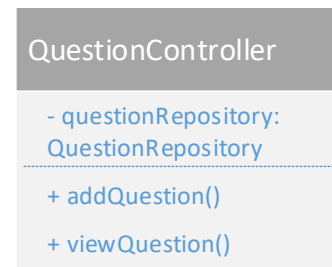 QuestionController
- questionRepository:
QuestionRepository
+ addQuestion()
+ viewQuestion()